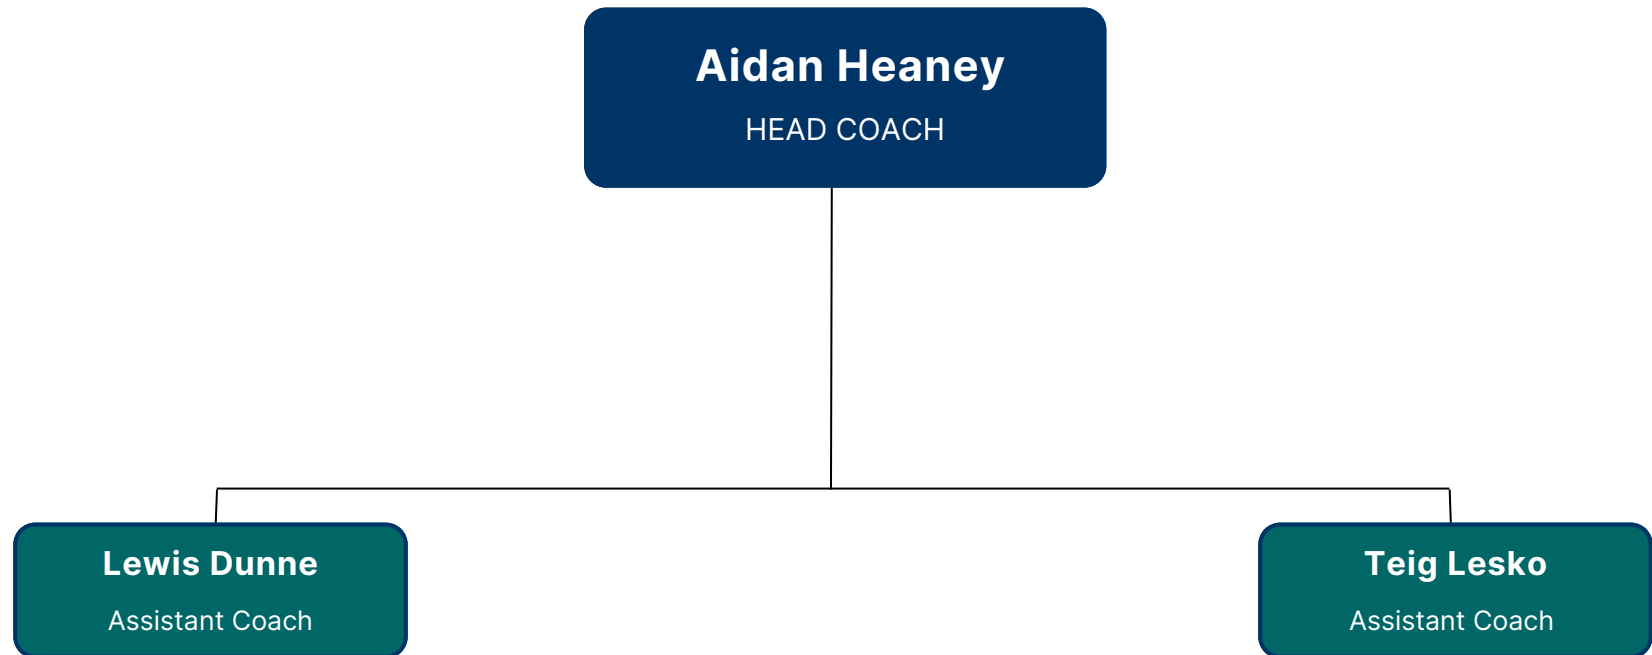 Aidan Heaney
HEAD COACH
Lewis Dunne
Assistant Coach
Teig Lesko
Assistant Coach